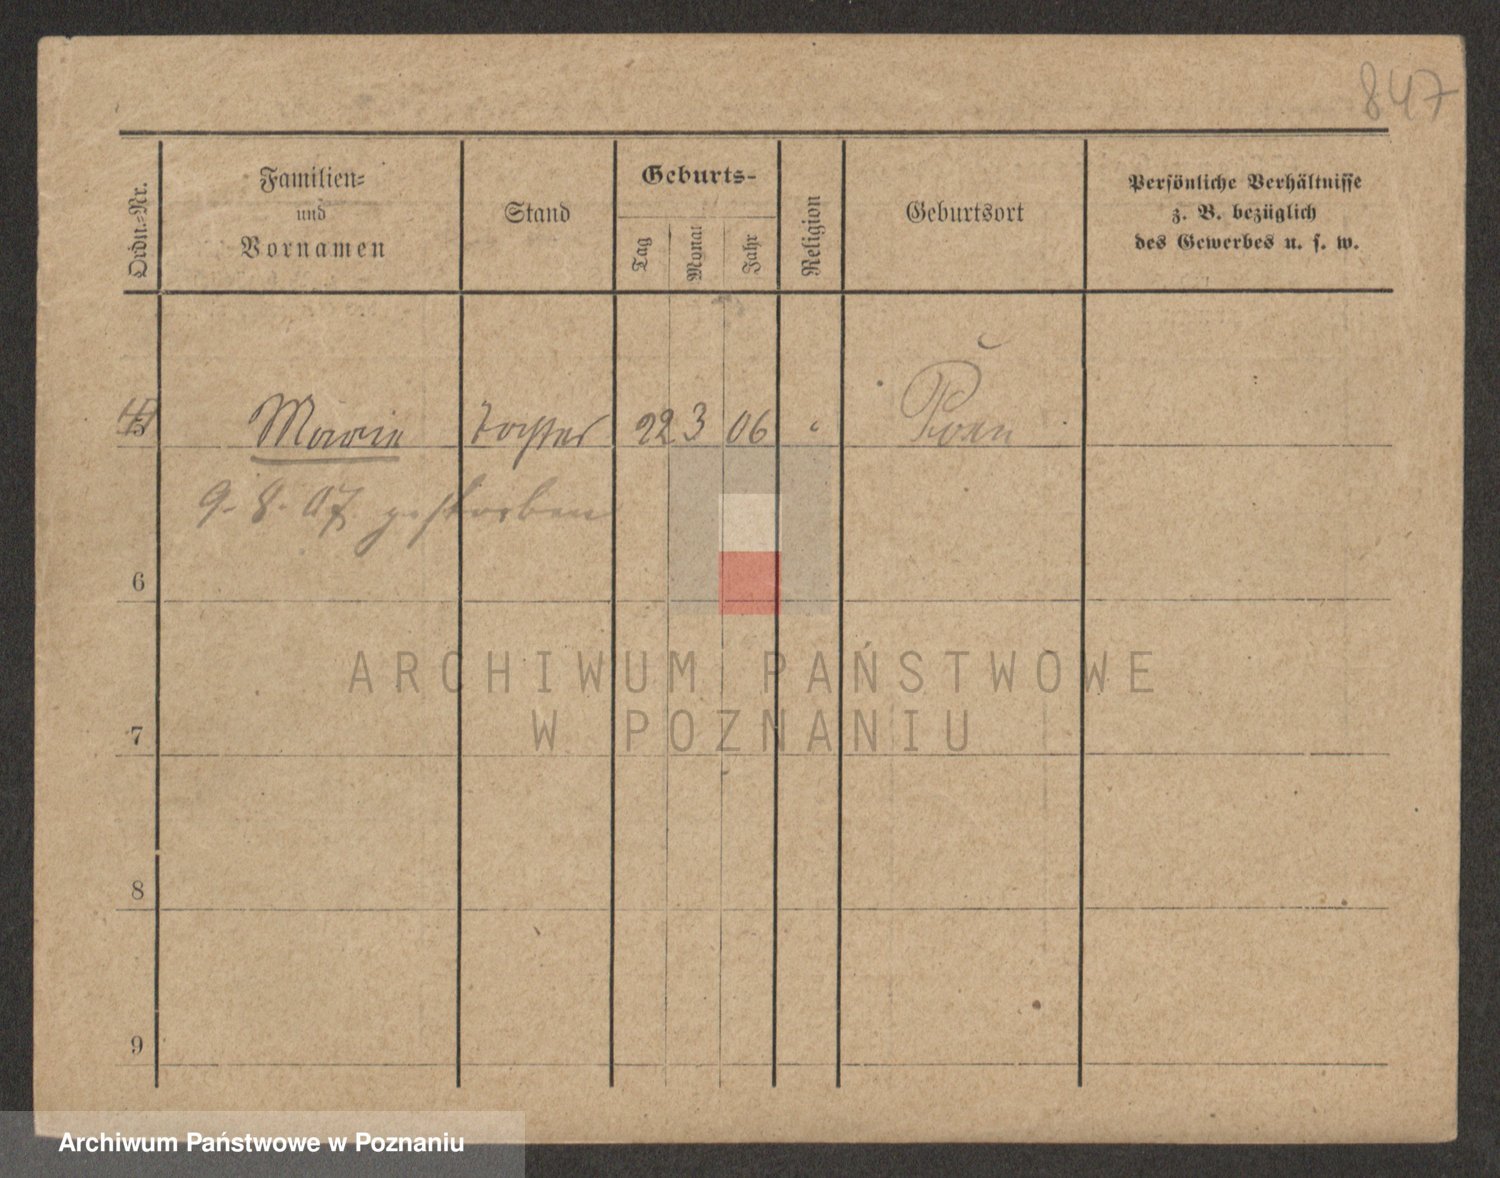 847
Ordn.-Nr.
Familien-
und
Vornamen
Stand
Geburts-
Tag
Monat
Jahr
Religion
Geburtsort
Persönliche Verhältnisse
z. B. bezüglich
des Gewerbes u. s. w.
5 Marie Tochter 22 3 06 " Posen
9. 8. 07 gestorben
6
ARCHIWUM PAŃSTWOWE
W POZNANIU
7
8
9
Archiwum Państwowe w Poznaniu